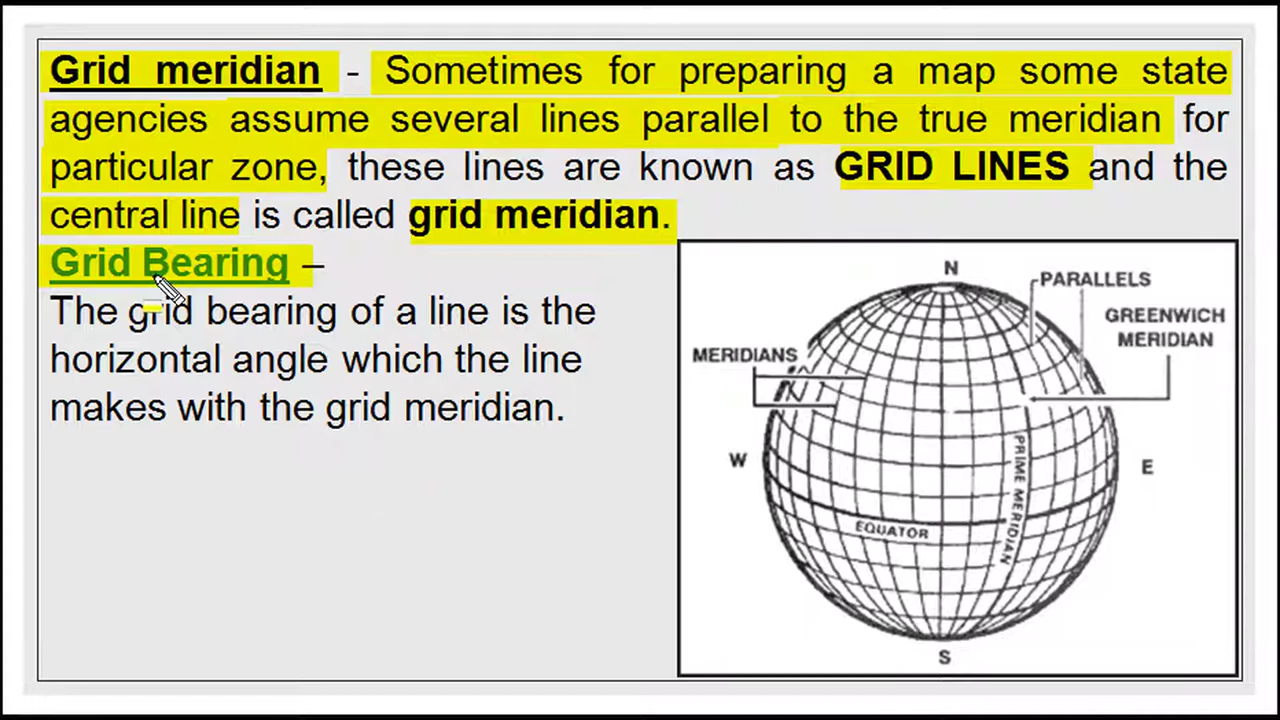 Grid meridian - Sometimes for preparing a map some state
agencies assume several lines parallel to the true meridian for
particular zone, these lines are known as GRID LINES and the
central line is called grid meridian.
Grid Bearing –
The grid bearing of a line is the
horizontal angle which the line
makes with the grid meridian.
N
PARALLELS
GREENWICH
MERIDIAN
MERIDIANS
W
E
PRIME MERIDIAN
EQUATOR
S